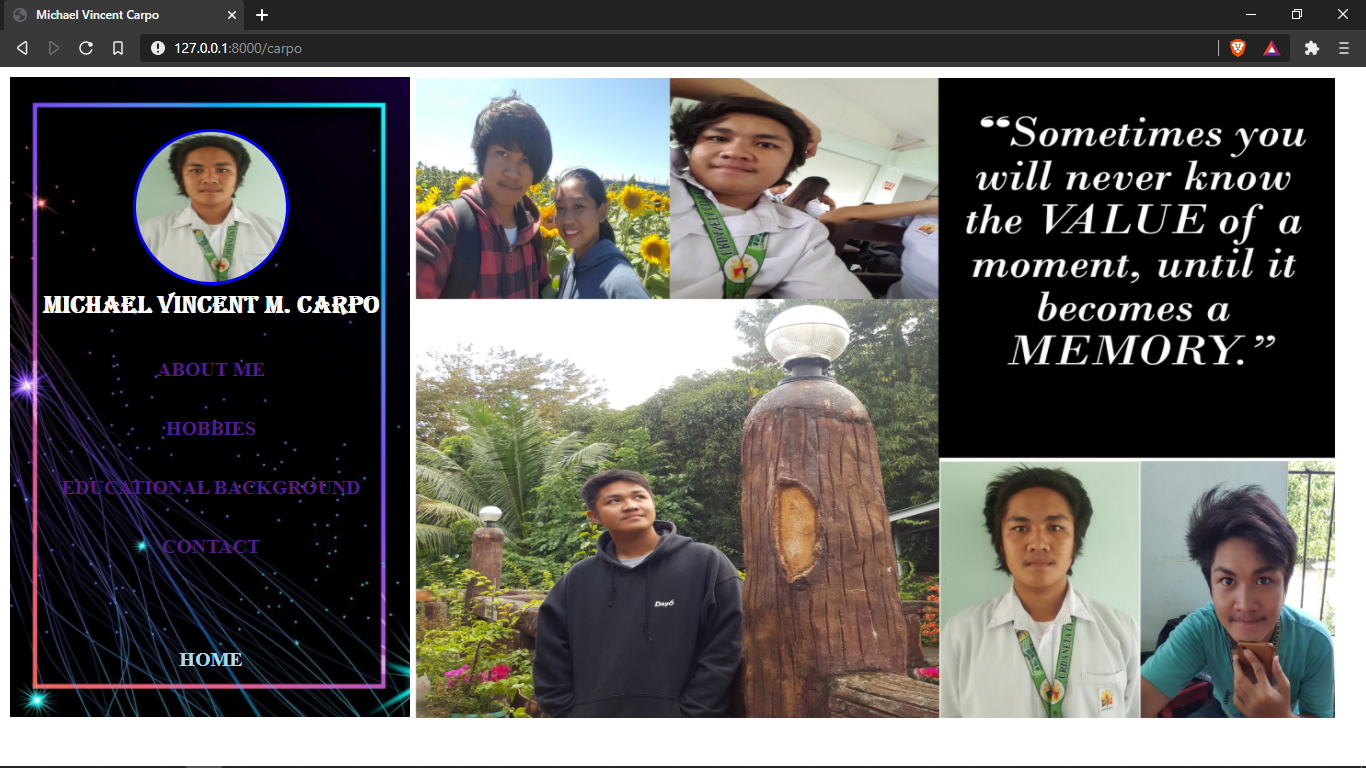 Michael Vincent Carpo
127.0.0.1:8000/carpo
MICHAEL VINCENT M. CARPO
ABOUT ME
HOBBIES
EDUCATIONAL BACKGROUND
CONTACT
HOME
“Sometimes you
will never know
the VALUE of a
moment, until it
becomes a
MEMORY.”